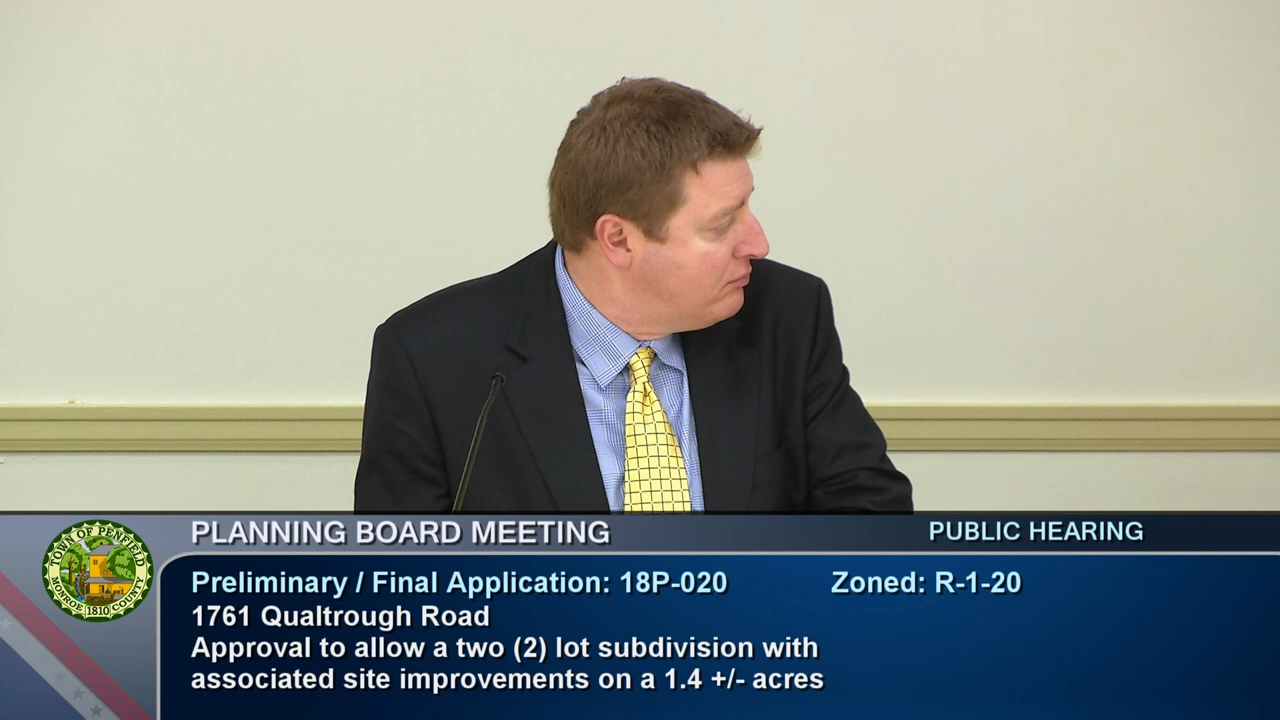 PLANNING BOARD MEETING
PUBLIC HEARING
TOWN OF PENFIELD
MONROE 1810 COUNTY
Preliminary / Final Application: 18P-020
Zoned: R-1-20
1761 Qualtrough Road
Approval to allow a two (2) lot subdivision with
associated site improvements on a 1.4 +/- acres